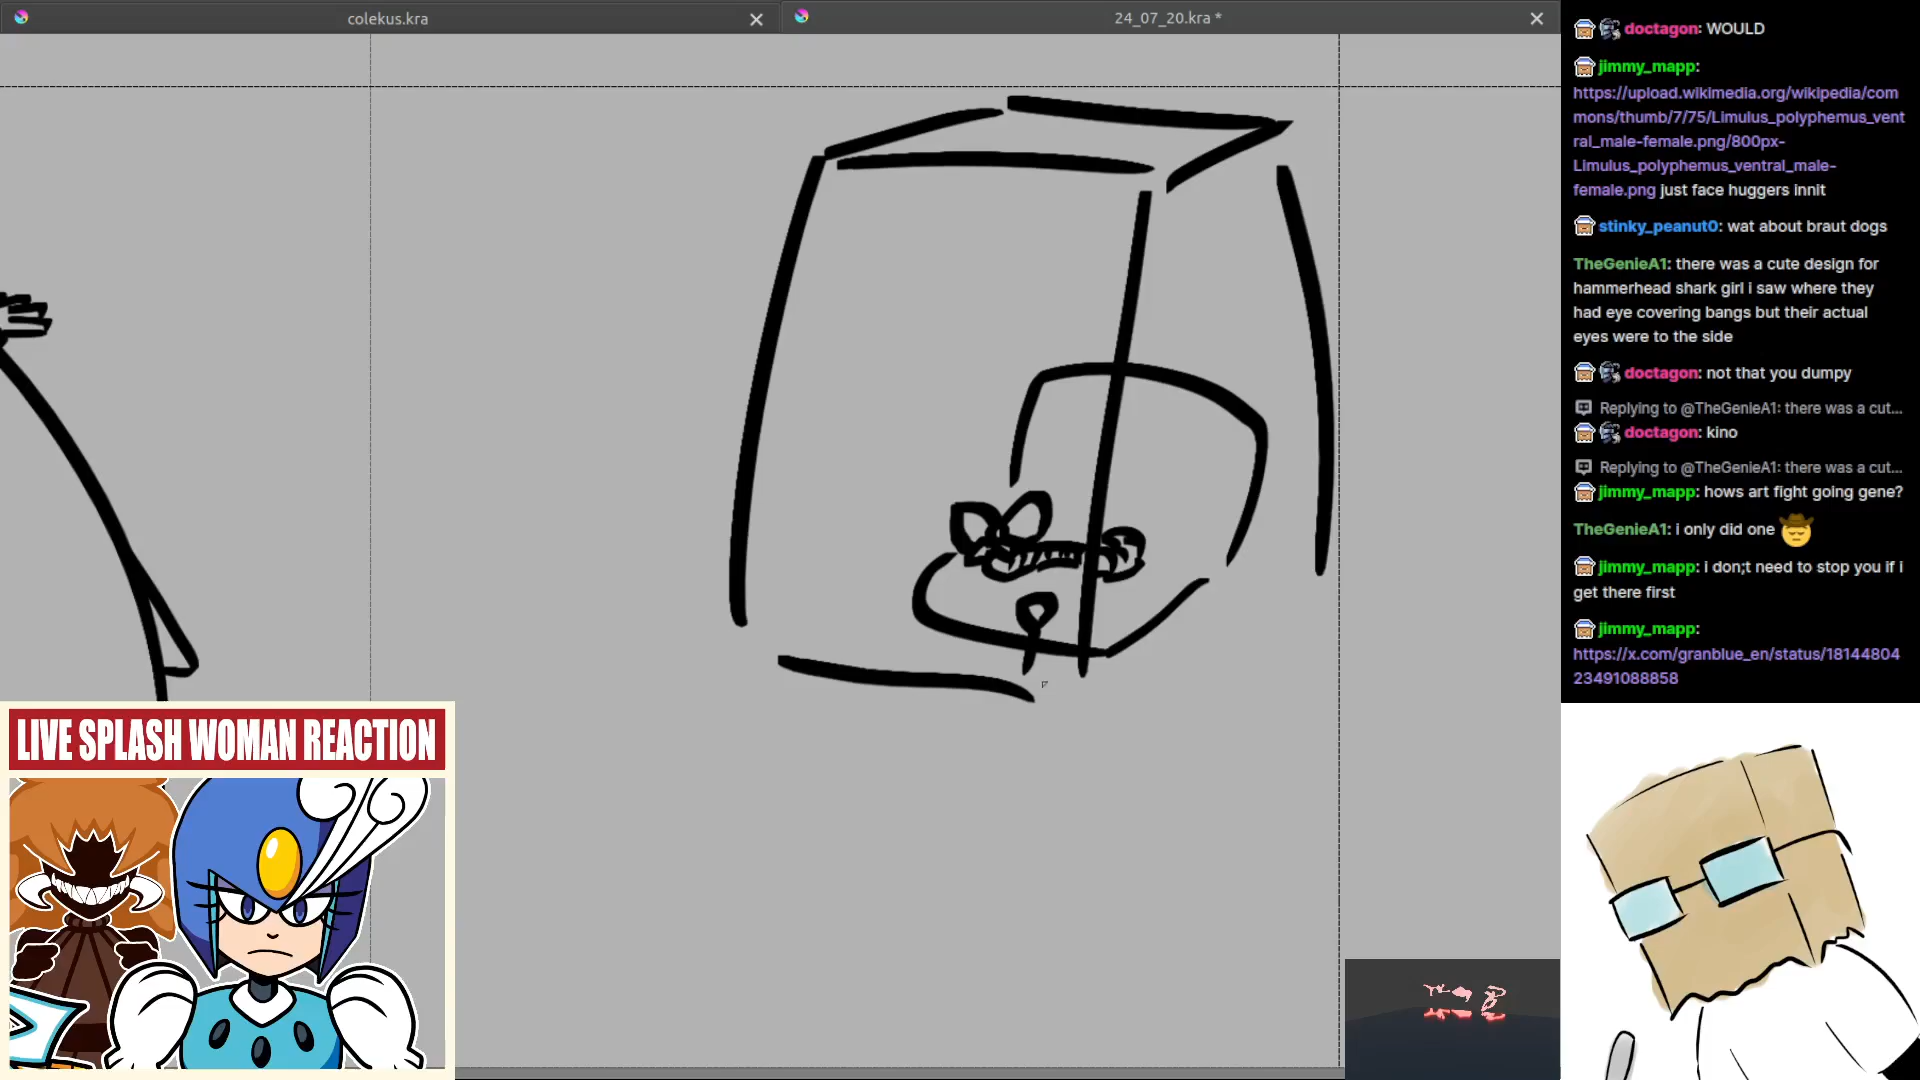 colekus.kra
24_07_20.kra *
doctagon: WOULD
jimmy_mapp:
https://upload.wikimedia.org/wikipedia/com
mons/thumb/7/75/Limulus_polyphemus_vent
ral_male-female.png/800px-
Limulus_polyphemus_ventral_male-
female.png just face huggers innit
stinky_peanut0: wat about braut dogs
TheGenieA1: there was a cute design for
hammerhead shark girl i saw where they
had eye covering bangs but their actual
eyes were to the side
doctagon: not that you dumpy
Replying to @TheGenieA1: there was a cut...
doctagon: kino
Replying to @TheGenieA1: there was a cut...
jimmy_mapp: hows art fight going gene?
TheGenieA1: i only did one
jimmy_mapp: i don;t need to stop you if i
get there first
jimmy_mapp:
https://x.com/granblue_en/status/18144804
23491088858
LIVE SPLASH WOMAN REACTION